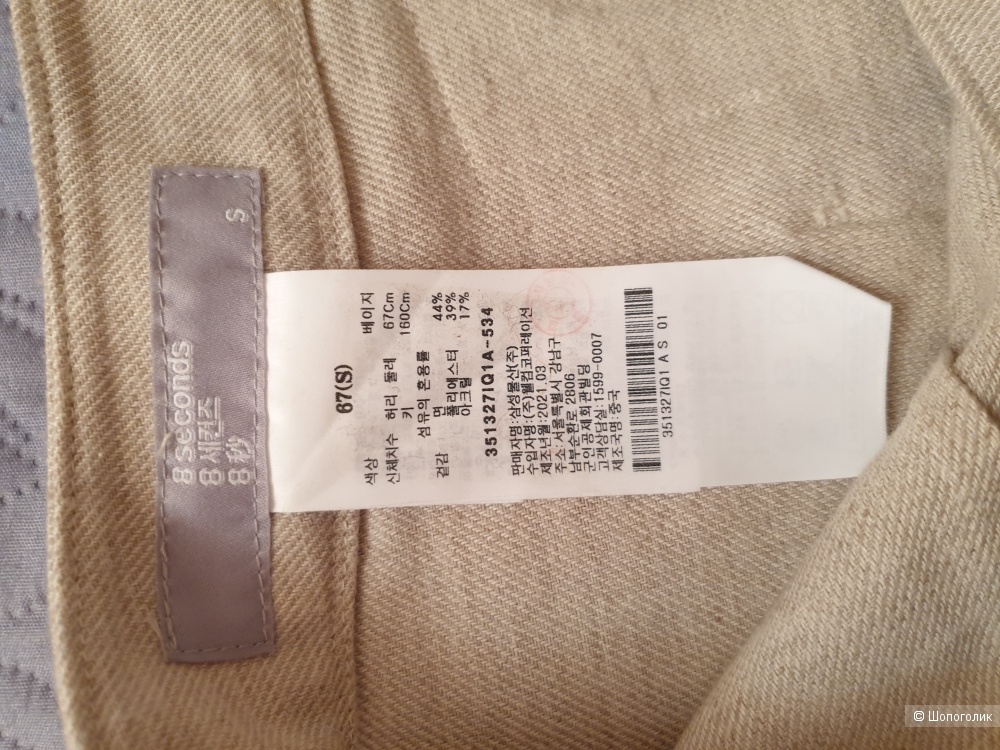 8 seconds
8세컨즈
8秒
S
67(S)
색상 베이지
신체치수 허리 둘레 67Cm
키 160Cm
섬유의 혼용률
겉감 면 44%
폴리에스터 39%
아크릴 17%
351327IQ1A-534
판매자명:삼성물산(주)
수입자명:(주)웰컴코퍼레이션
제조년월:2021.03
주소:서울특별시 강남구
남부순환로 2806
군인공제회관빌딩
고객상담실:1599-0007
제조국명:중국
351327IQ1 A S 01
© Шопоголик